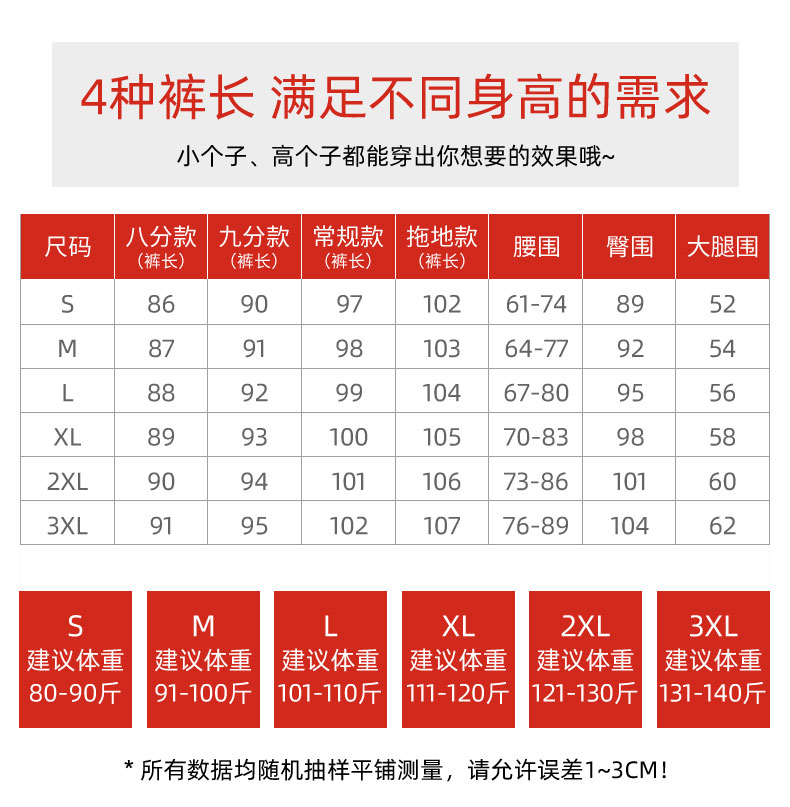 4种裤长 满足不同身高的需求
小个子、高个子都能穿出你想要的效果哦~
尺码 八分款（裤长） 九分款（裤长） 常规款（裤长） 拖地款（裤长） 腰围 臀围 大腿围
S 86 90 97 102 61-74 89 52
M 87 91 98 103 64-77 92 54
L 88 92 99 104 67-80 95 56
XL 89 93 100 105 70-83 98 58
2XL 90 94 101 106 73-86 101 60
3XL 91 95 102 107 76-89 104 62
S M L XL 2XL 3XL
建议体重 建议体重 建议体重 建议体重 建议体重 建议体重
80-90斤 91-100斤 101-110斤 111-120斤 121-130斤 131-140斤
* 所有数据均随机抽样平铺测量，请允许误差1~3CM！